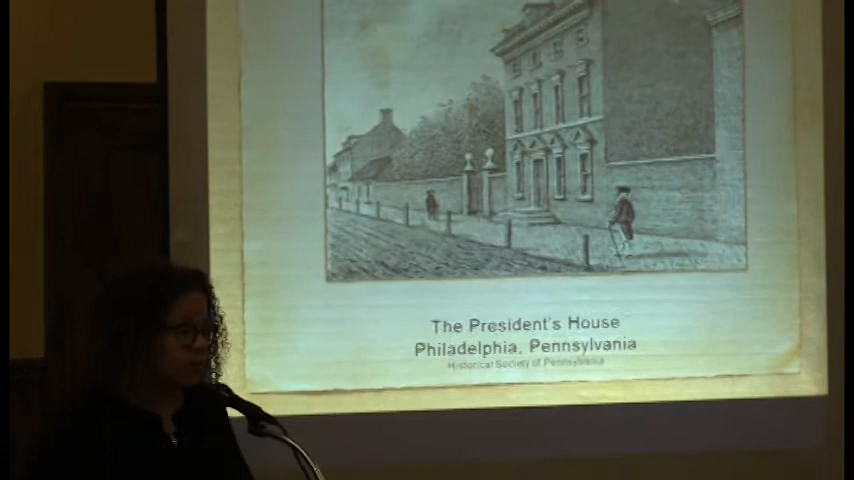 The President's House
Philadelphia, Pennsylvania
Historical Society of Pennsylvania